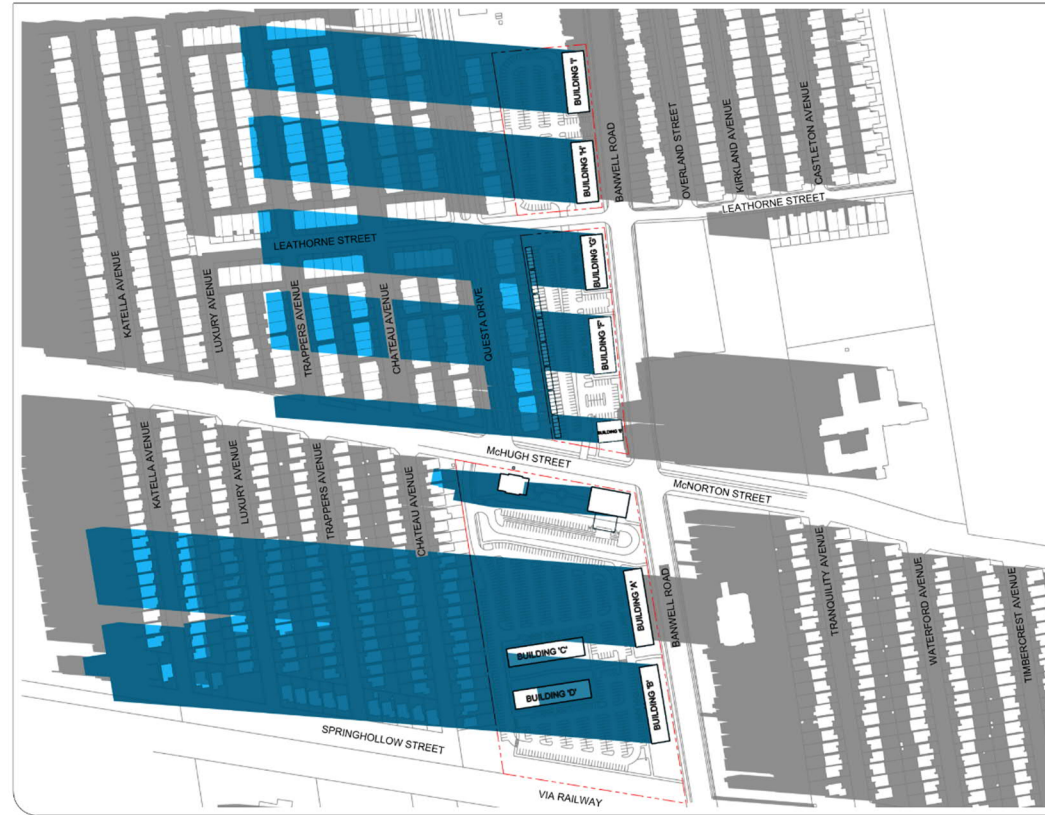 BUILDING 'I'
BUILDING 'H'
BANWELL ROAD
OVERLAND STREET
KIRKLAND AVENUE
CASTLETON AVENUE
LEATHORNE STREET
LEATHORNE STREET
BUILDING 'G'
KATELLA AVENUE
LUXURY AVENUE
TRAPPERS AVENUE
CHATEAU AVENUE
QUESTA DRIVE
BUILDING 'F'
McHUGH STREET
McNORTON STREET
KATELLA AVENUE
LUXURY AVENUE
TRAPPERS AVENUE
CHATEAU AVENUE
BUILDING 'A'
BANWELL ROAD
TRANQUILITY AVENUE
WATERFORD AVENUE
TIMBERCREST AVENUE
BUILDING 'C'
BUILDING 'D'
BUILDING 'B'
SPRINGHOLLOW STREET
VIA RAILWAY